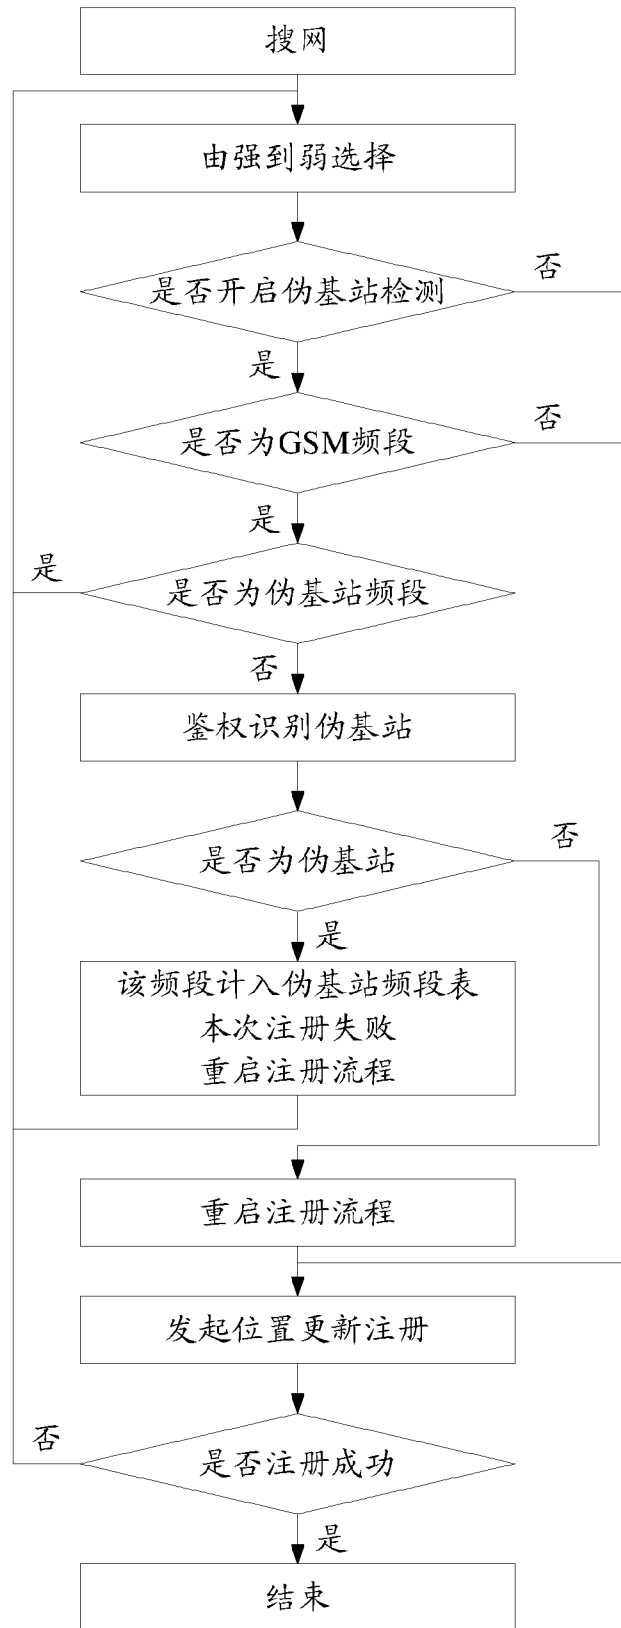 搜网
由强到弱选择
是否开启伪基站检测
否
是
是否为GSM频段
否
是
是
是否为伪基站频段
否
鉴权识别伪基站
是否为伪基站
否
是
该频段计入伪基站频段表
本次注册失败
重启注册流程
重启注册流程
发起位置更新注册
否
是否注册成功
是
结束